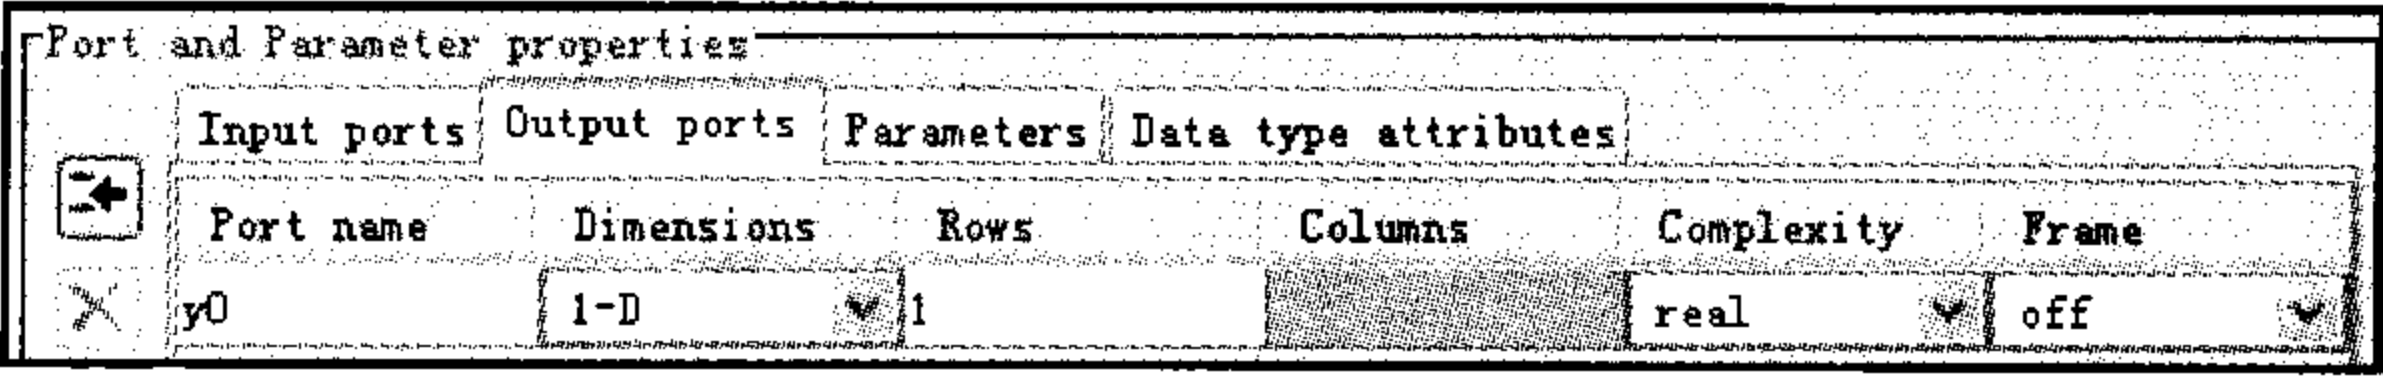 Port and Parameter properties
Input ports Output ports Parameters Data type attributes
Port name Dimensions Rows Columns Complexity Frame
y0 1-D 1 real off